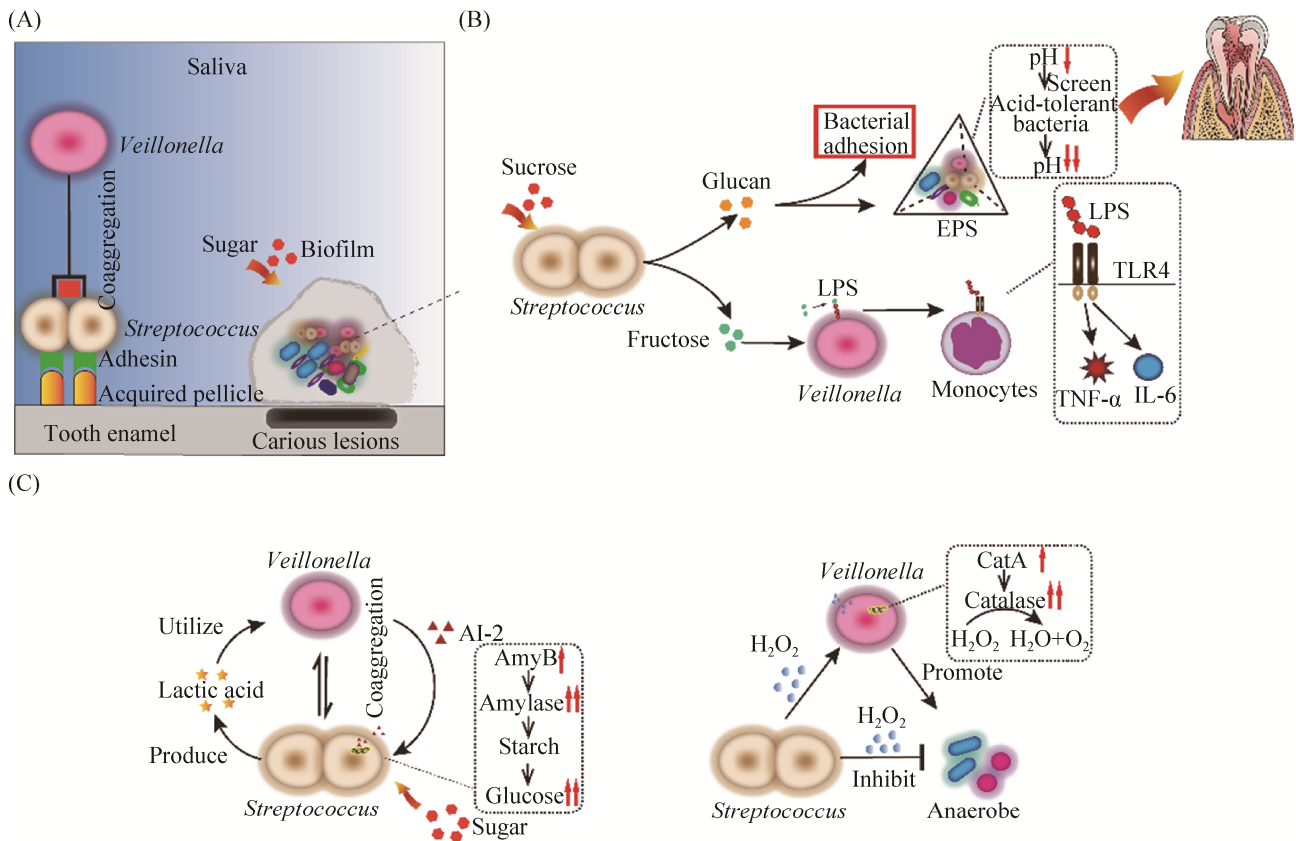 (A)
Saliva
Veillonella
Coaggregation
Sugar
Biofilm
Streptococcus
Adhesin
Acquired pellicle
Tooth enamel
Carious lesions
(B)
Sucrose
Streptococcus
Glucan
Bacterial
adhesion
EPS
pH
Screen
Acid-tolerant
bacteria
pH
Fructose
LPS
Veillonella
Monocytes
LPS
TLR4
TNF-α
IL-6
(C)
Veillonella
Utilize
Lactic acid
Produce
Coaggregation
AI-2
Streptococcus
Sugar
AmyB
Amylase
Starch
Glucose
Veillonella
H₂O₂
CatA
Catalase
H₂O₂ H₂O+O₂
Promote
H₂O₂
Inhibit
Streptococcus
Anaerobe